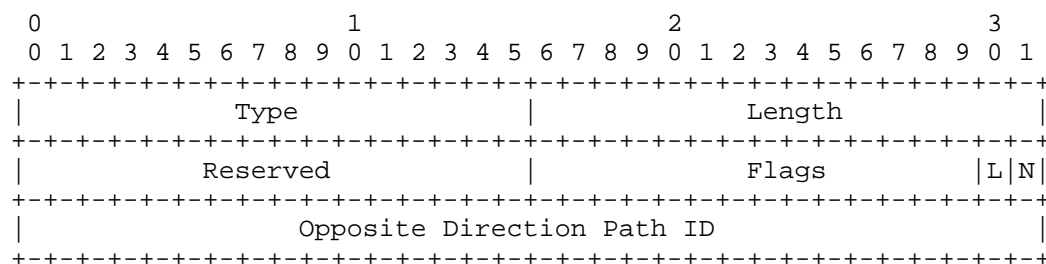 0                   1                   2                   3
 0 1 2 3 4 5 6 7 8 9 0 1 2 3 4 5 6 7 8 9 0 1 2 3 4 5 6 7 8 9 0 1
+-+-+-+-+-+-+-+-+-+-+-+-+-+-+-+-+-+-+-+-+-+-+-+-+-+-+-+-+-+-+-+-+
|             Type              |             Length            |
+-+-+-+-+-+-+-+-+-+-+-+-+-+-+-+-+-+-+-+-+-+-+-+-+-+-+-+-+-+-+-+-+
|           Reserved            |             Flags         |L|N|
+-+-+-+-+-+-+-+-+-+-+-+-+-+-+-+-+-+-+-+-+-+-+-+-+-+-+-+-+-+-+-+-+
|                 Opposite Direction Path ID                    |
+-+-+-+-+-+-+-+-+-+-+-+-+-+-+-+-+-+-+-+-+-+-+-+-+-+-+-+-+-+-+-+-+